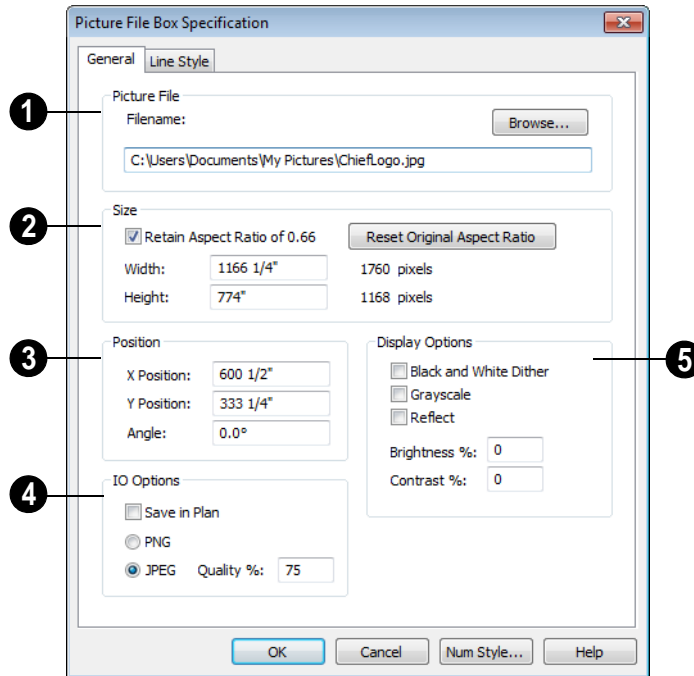 Picture File Box Specification
General Line Style
1
Picture File
Filename:
Browse...
C:\Users\Documents\My Pictures\ChiefLogo.jpg
2
Size
Retain Aspect Ratio of 0.66 Reset Original Aspect Ratio
Width: 1166 1/4" 1760 pixels
Height: 774" 1168 pixels
3
Position
X Position: 600 1/2"
Y Position: 333 1/4"
Angle: 0.0°
5
Display Options
Black and White Dither
Grayscale
Reflect
Brightness %: 0
Contrast %: 0
4
IO Options
Save in Plan
PNG
JPEG Quality %: 75
OK Cancel Num Style... Help